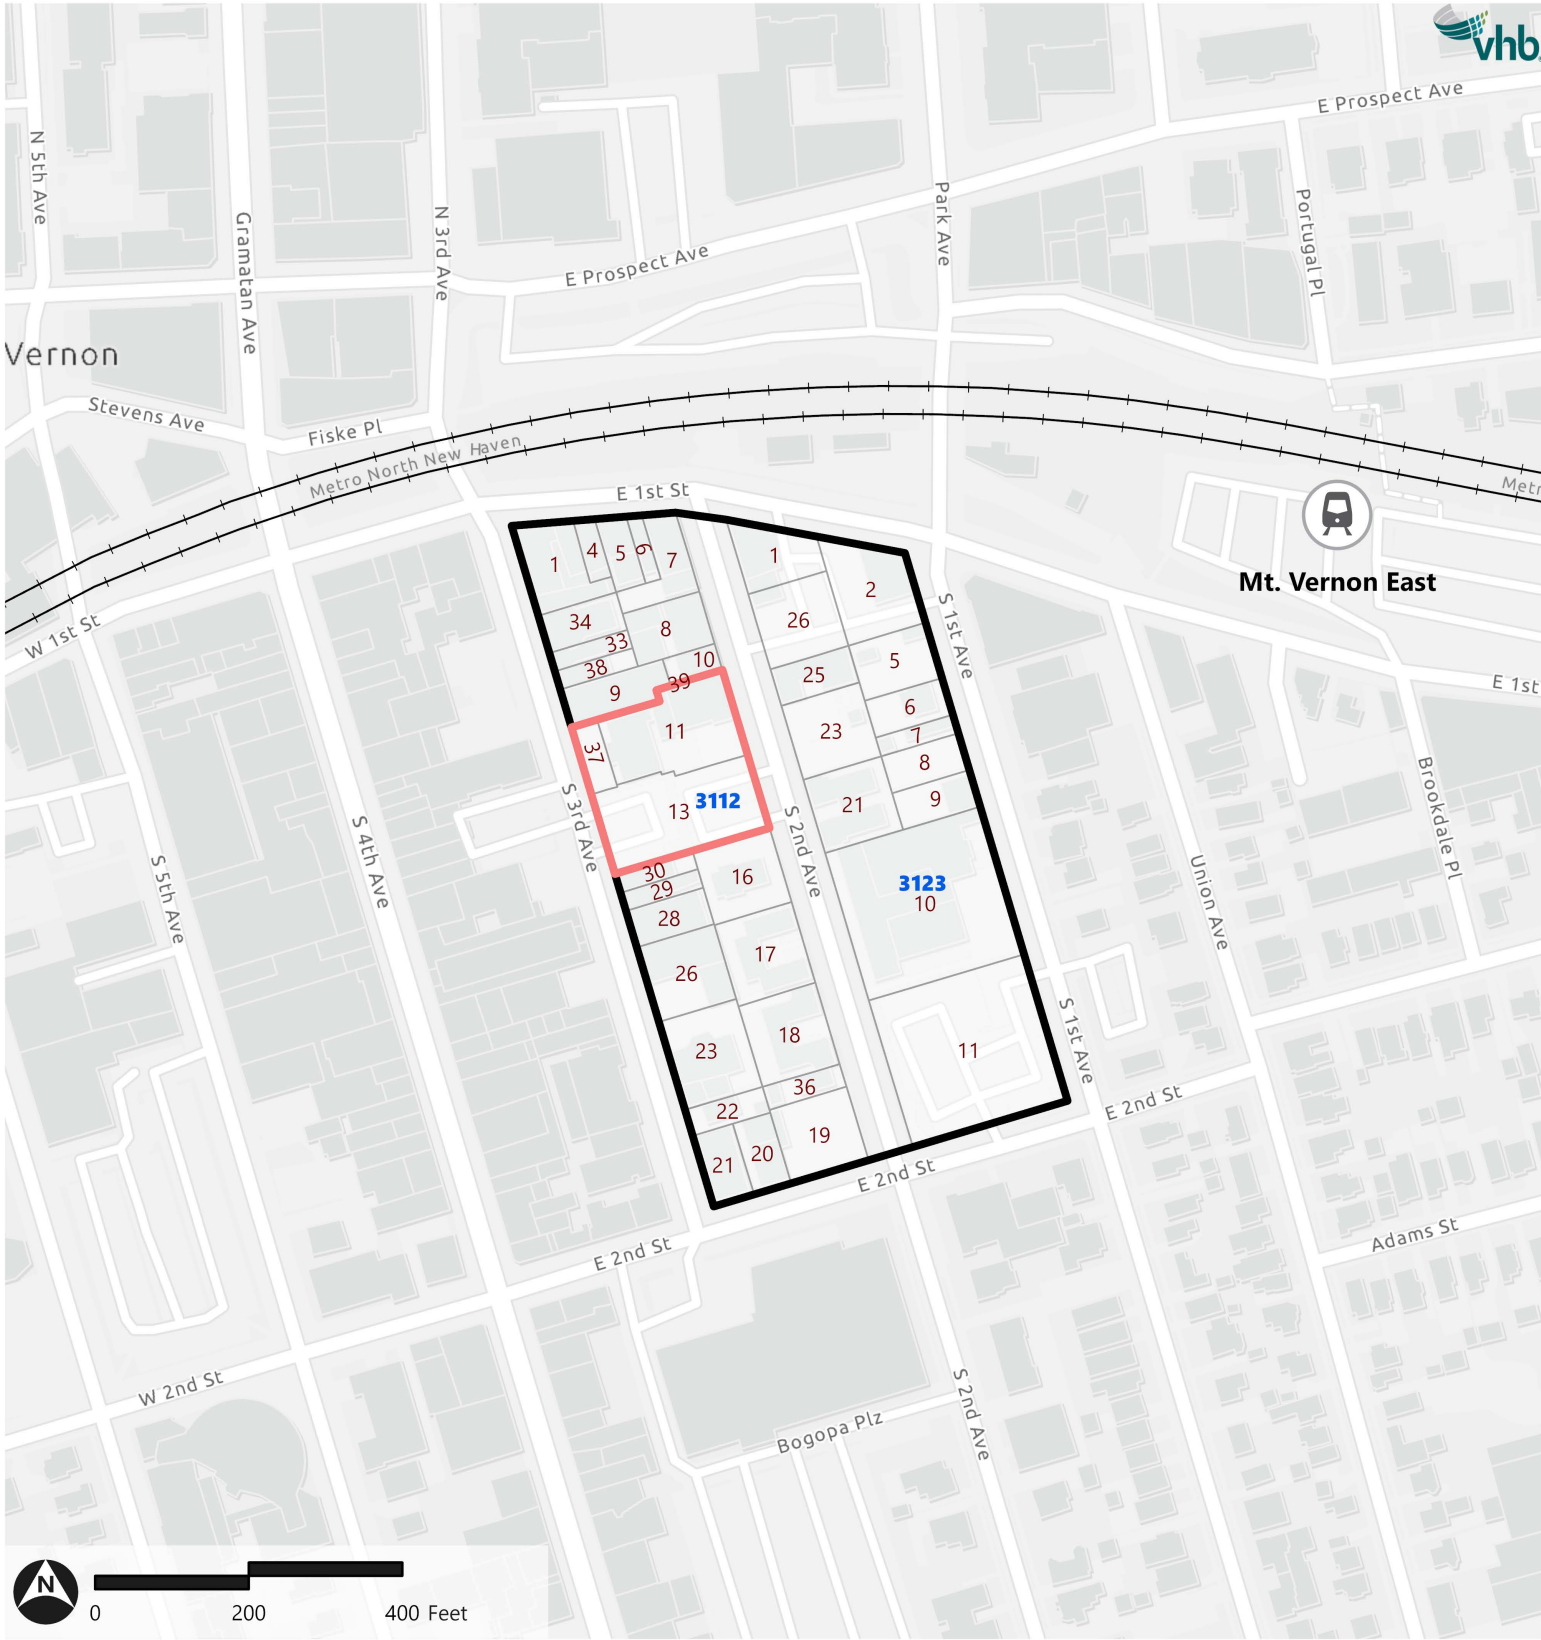 vhb
E Prospect Ave
N 5th Ave
Gramatan Ave
N 3rd Ave
Park Ave
Portugal Pl
E Prospect Ave
Vernon
Stevens Ave
Fiske Pl
Metro North New Haven
Metr
E 1st St
W 1st St
Mt. Vernon East
1
4
5
6
7
1
2
34
33
8
26
38
10
9
39
25
5
S 1st Ave
E 1st
11
37
23
6
7
8
9
13
3112
21
S 3rd Ave
S 2nd Ave
S 4th Ave
S 5th Ave
Union Ave
Brookdale Pl
30
29
28
16
3123
10
17
26
18
23
11
36
22
19
20
21
S 1st Ave
E 2nd St
E 2nd St
E 2nd St
Adams St
W 2nd St
Bogopa Plz
S 2nd Ave
N
0
200
400 Feet